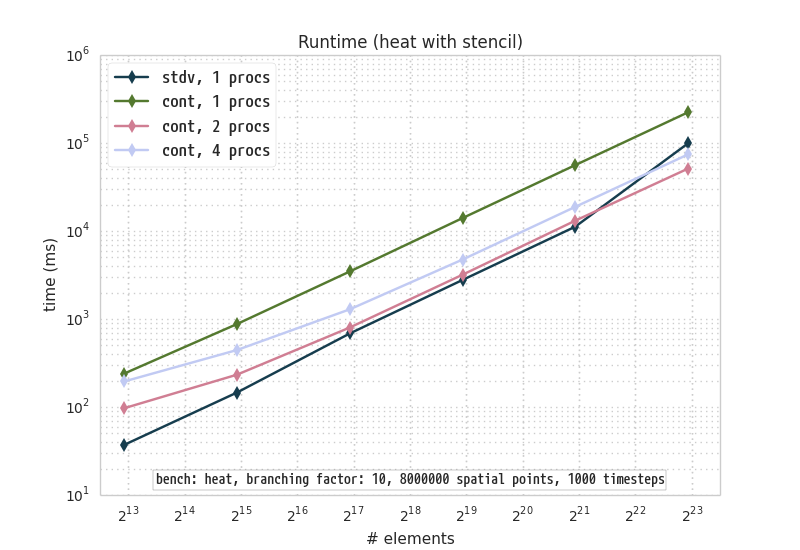 Runtime (heat with stencil)
10^6
10^5
10^4
10^3
10^2
10^1
time (ms)
stdv, 1 procs
cont, 1 procs
cont, 2 procs
cont, 4 procs
bench: heat, branching factor: 10, 8000000 spatial points, 1000 timesteps
2^13 2^14 2^15 2^16 2^17 2^18 2^19 2^20 2^21 2^22 2^23
# elements